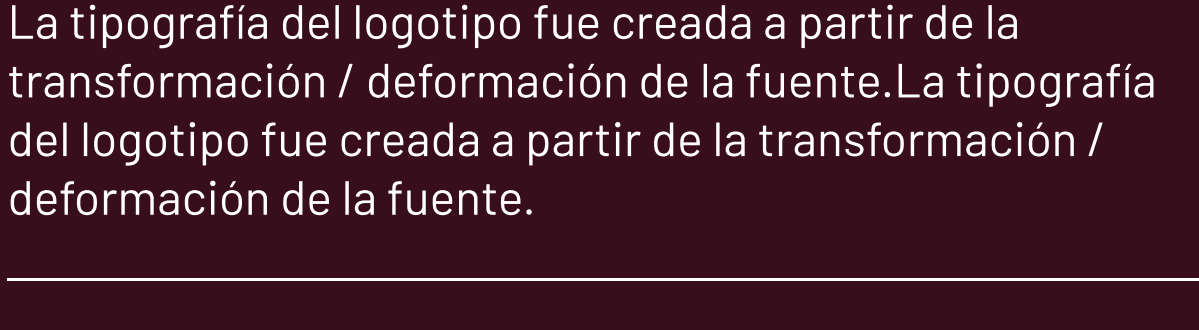 La tipografía del logotipo fue creada a partir de la
transformación / deformación de la fuente.La tipografía
del logotipo fue creada a partir de la transformación /
deformación de la fuente.